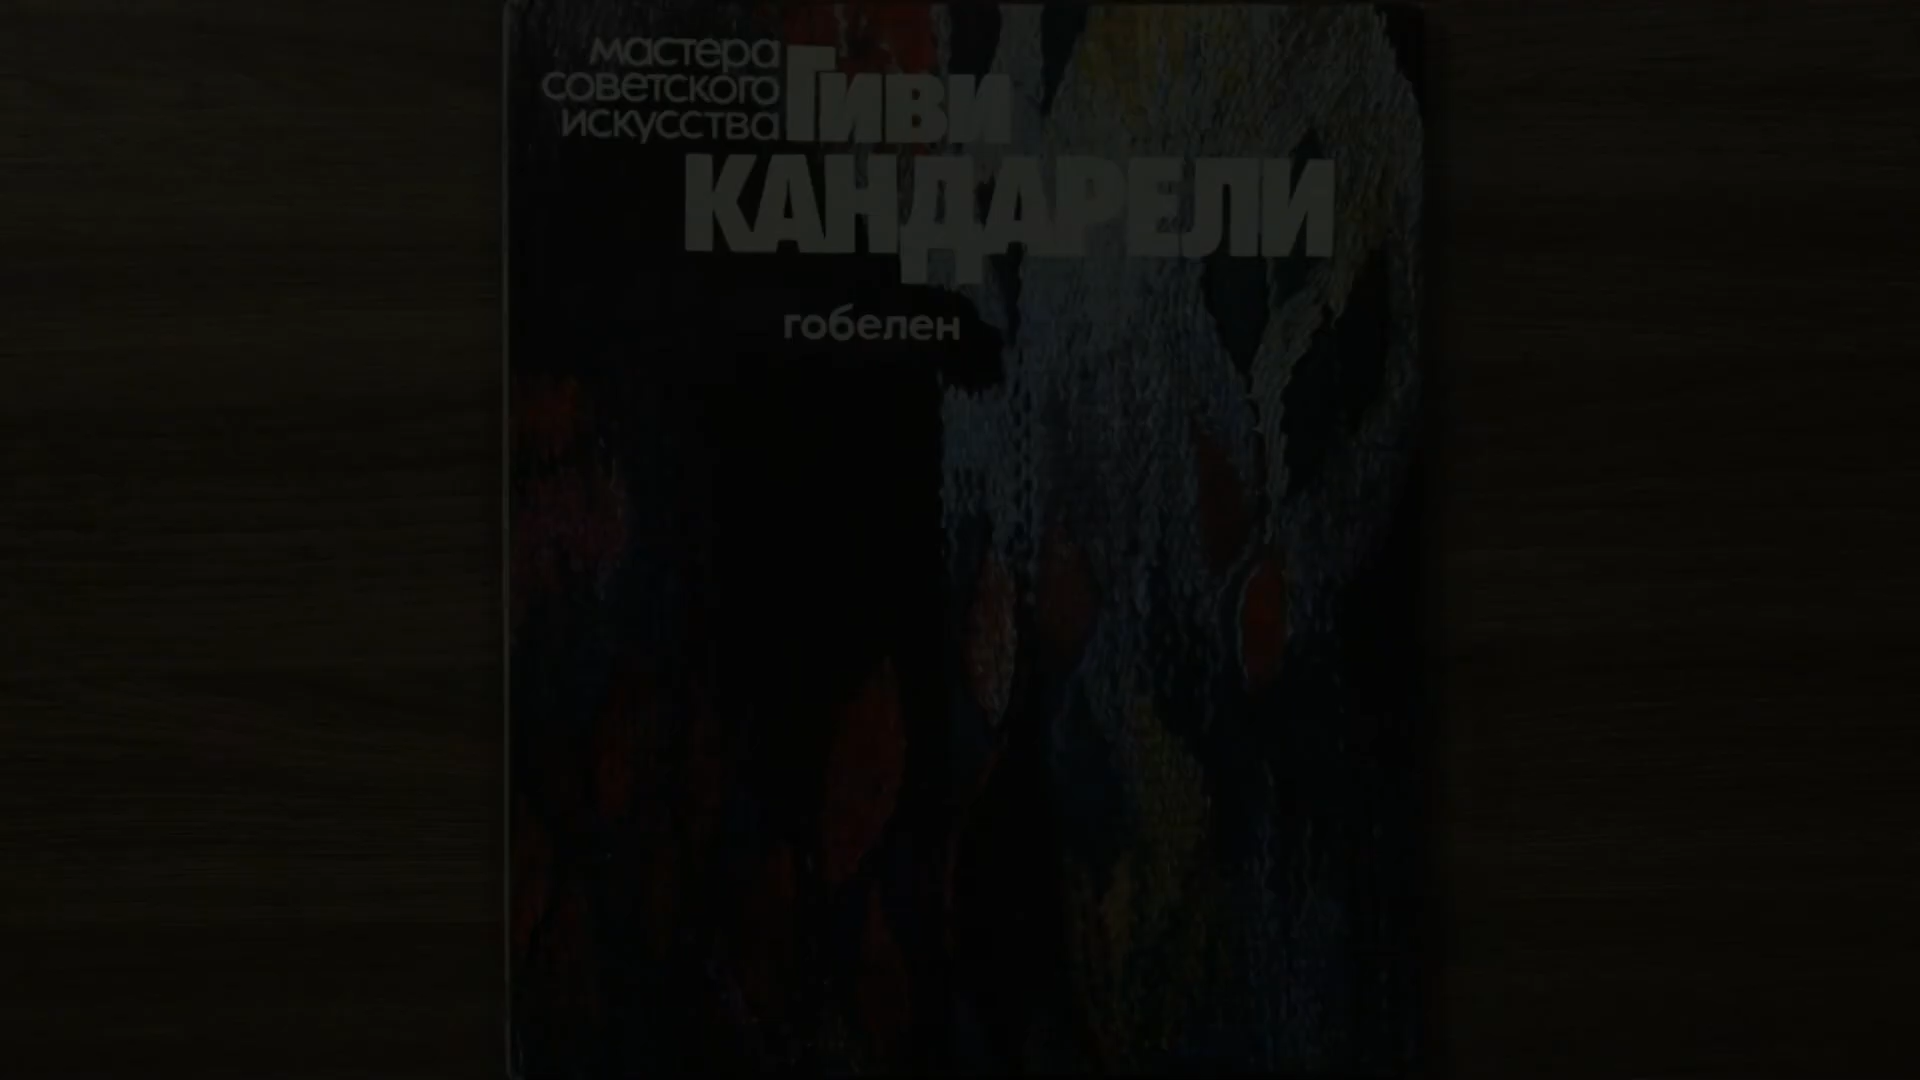 мастера
советского
искусства
Гиви
КАНДАРЕЛИ
гобелен